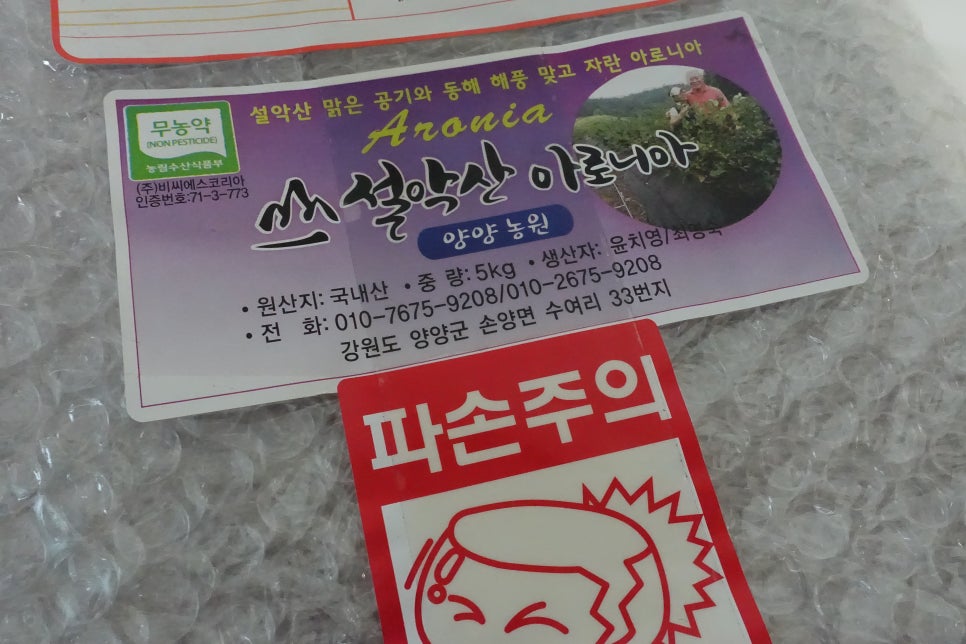 설악산 맑은 공기와 동해 해풍 맞고 자란 아로니아
Aronia
무농약
(NON PESTICIDE)
농림수산식품부
(주)비씨에스코리아
인증번호:71-3-773
설악산 아로니아
양양 농원
• 원산지: 국내산 • 중 량: 5kg • 생산자: 윤치영/최영숙
• 전 화: 010-7675-9208/010-2675-9208
강원도 양양군 손양면 수여리 33번지
파손주의